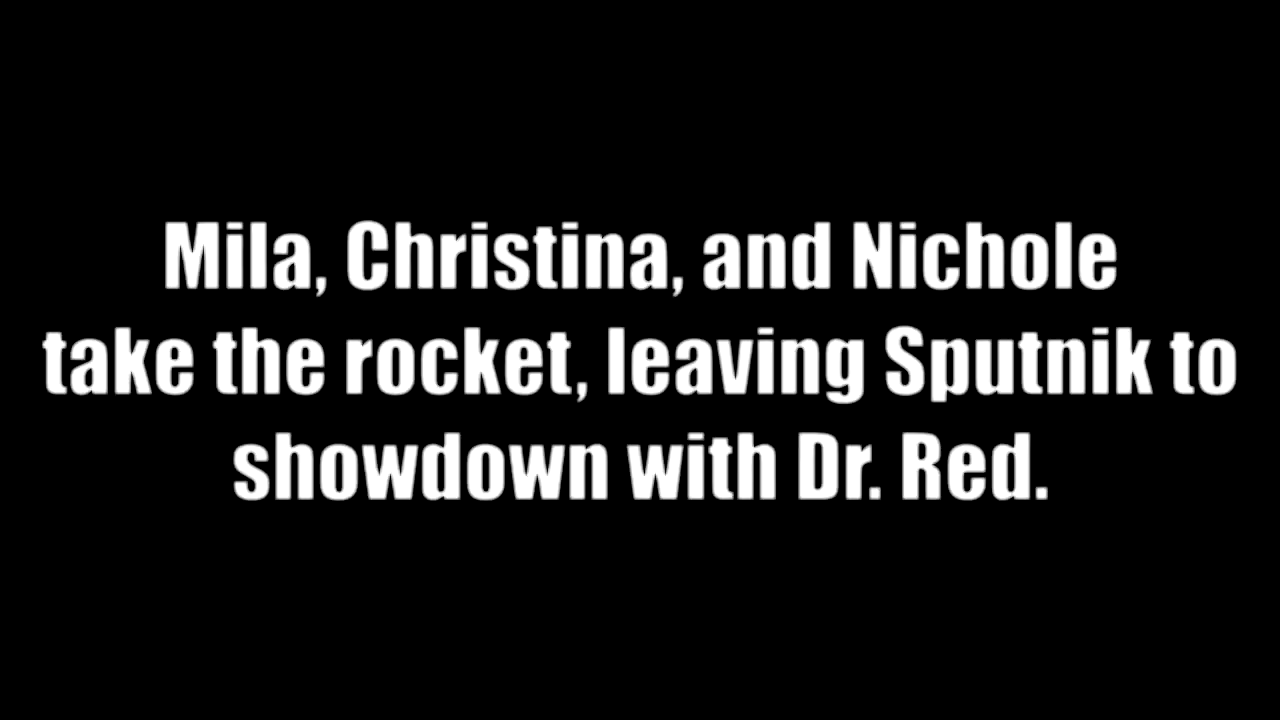 Mila, Christina, and Nichole
take the rocket, leaving Sputnik to
showdown with Dr. Red.